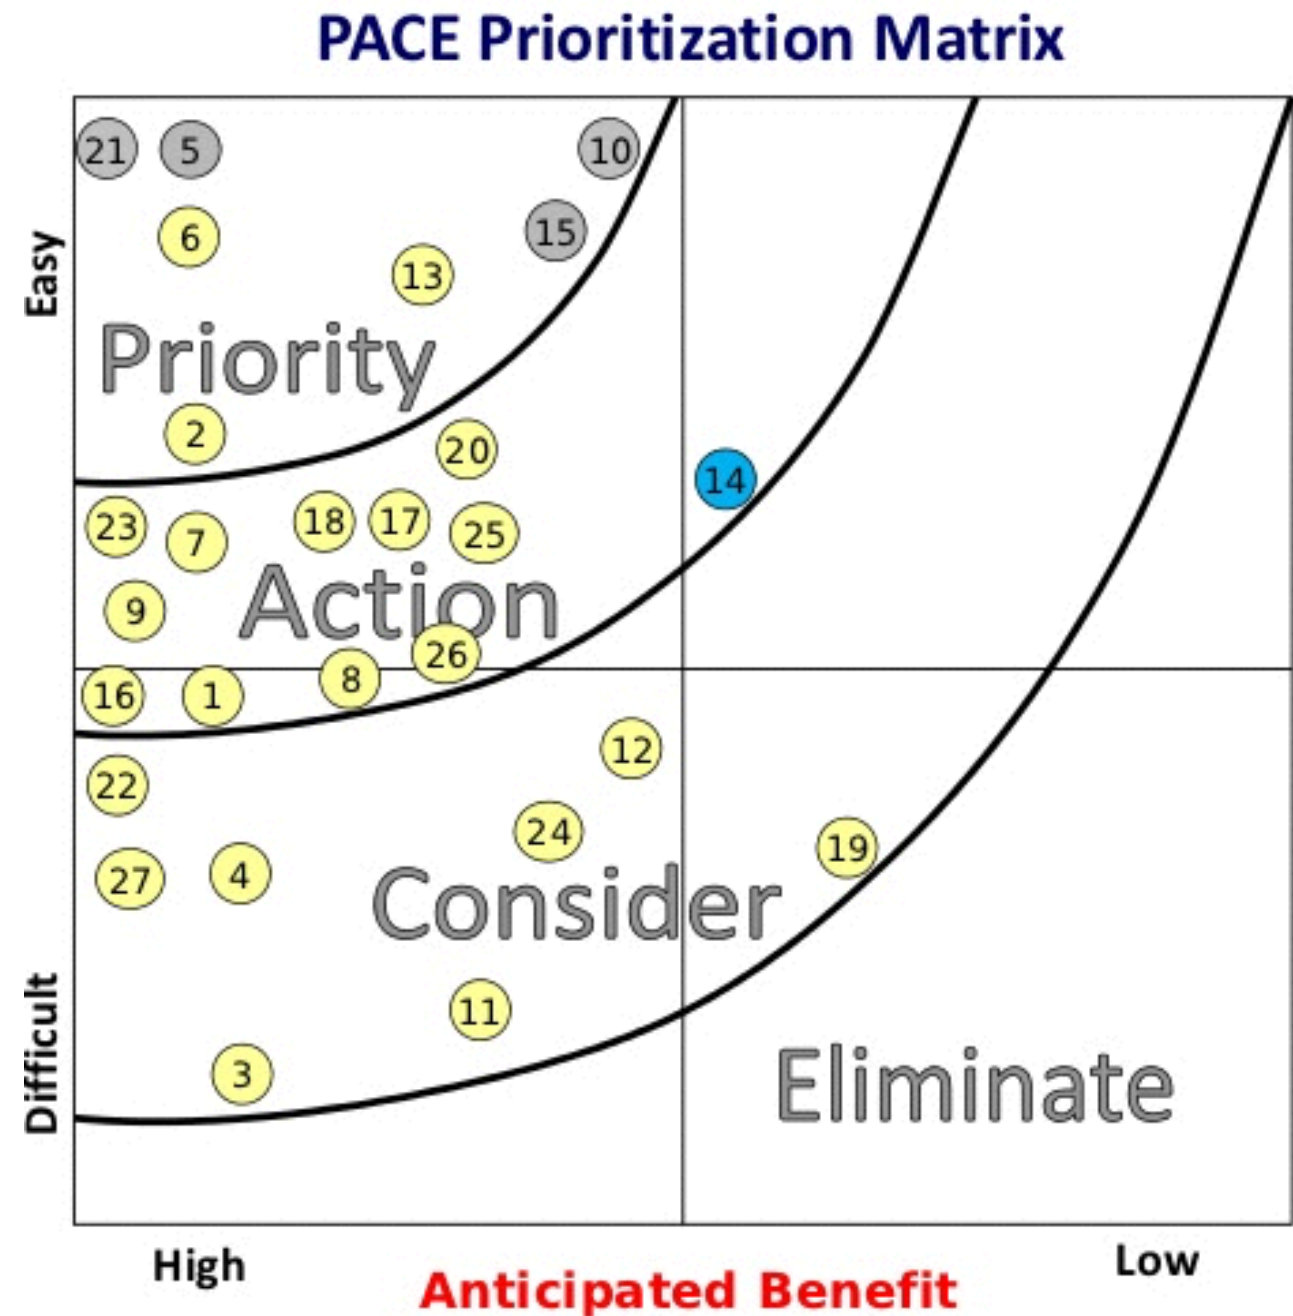 PACE Prioritization Matrix
21 5 10
15
6
13
Easy
Priority
2
20
23 7 18 17 25
9
Action
26
16 1 8
14
12
22
24
19
27 4
Consider
11
3
Difficult
Eliminate
High
Low
Anticipated Benefit